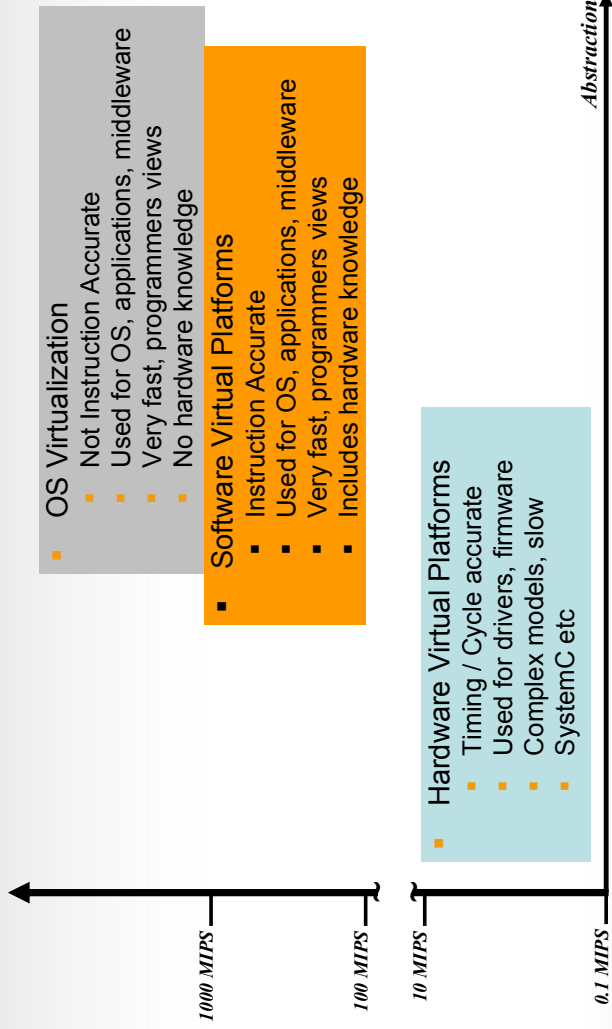 OS Virtualization
Not Instruction Accurate
Used for OS, applications, middleware
Very fast, programmers views
No hardware knowledge
Software Virtual Platforms
Instruction Accurate
Used for OS, applications, middleware
Very fast, programmers views
Includes hardware knowledge
Hardware Virtual Platforms
Timing / Cycle accurate
Used for drivers, firmware
Complex models, slow
SystemC etc
1000 MIPS
100 MIPS
10 MIPS
0.1 MIPS
Abstraction